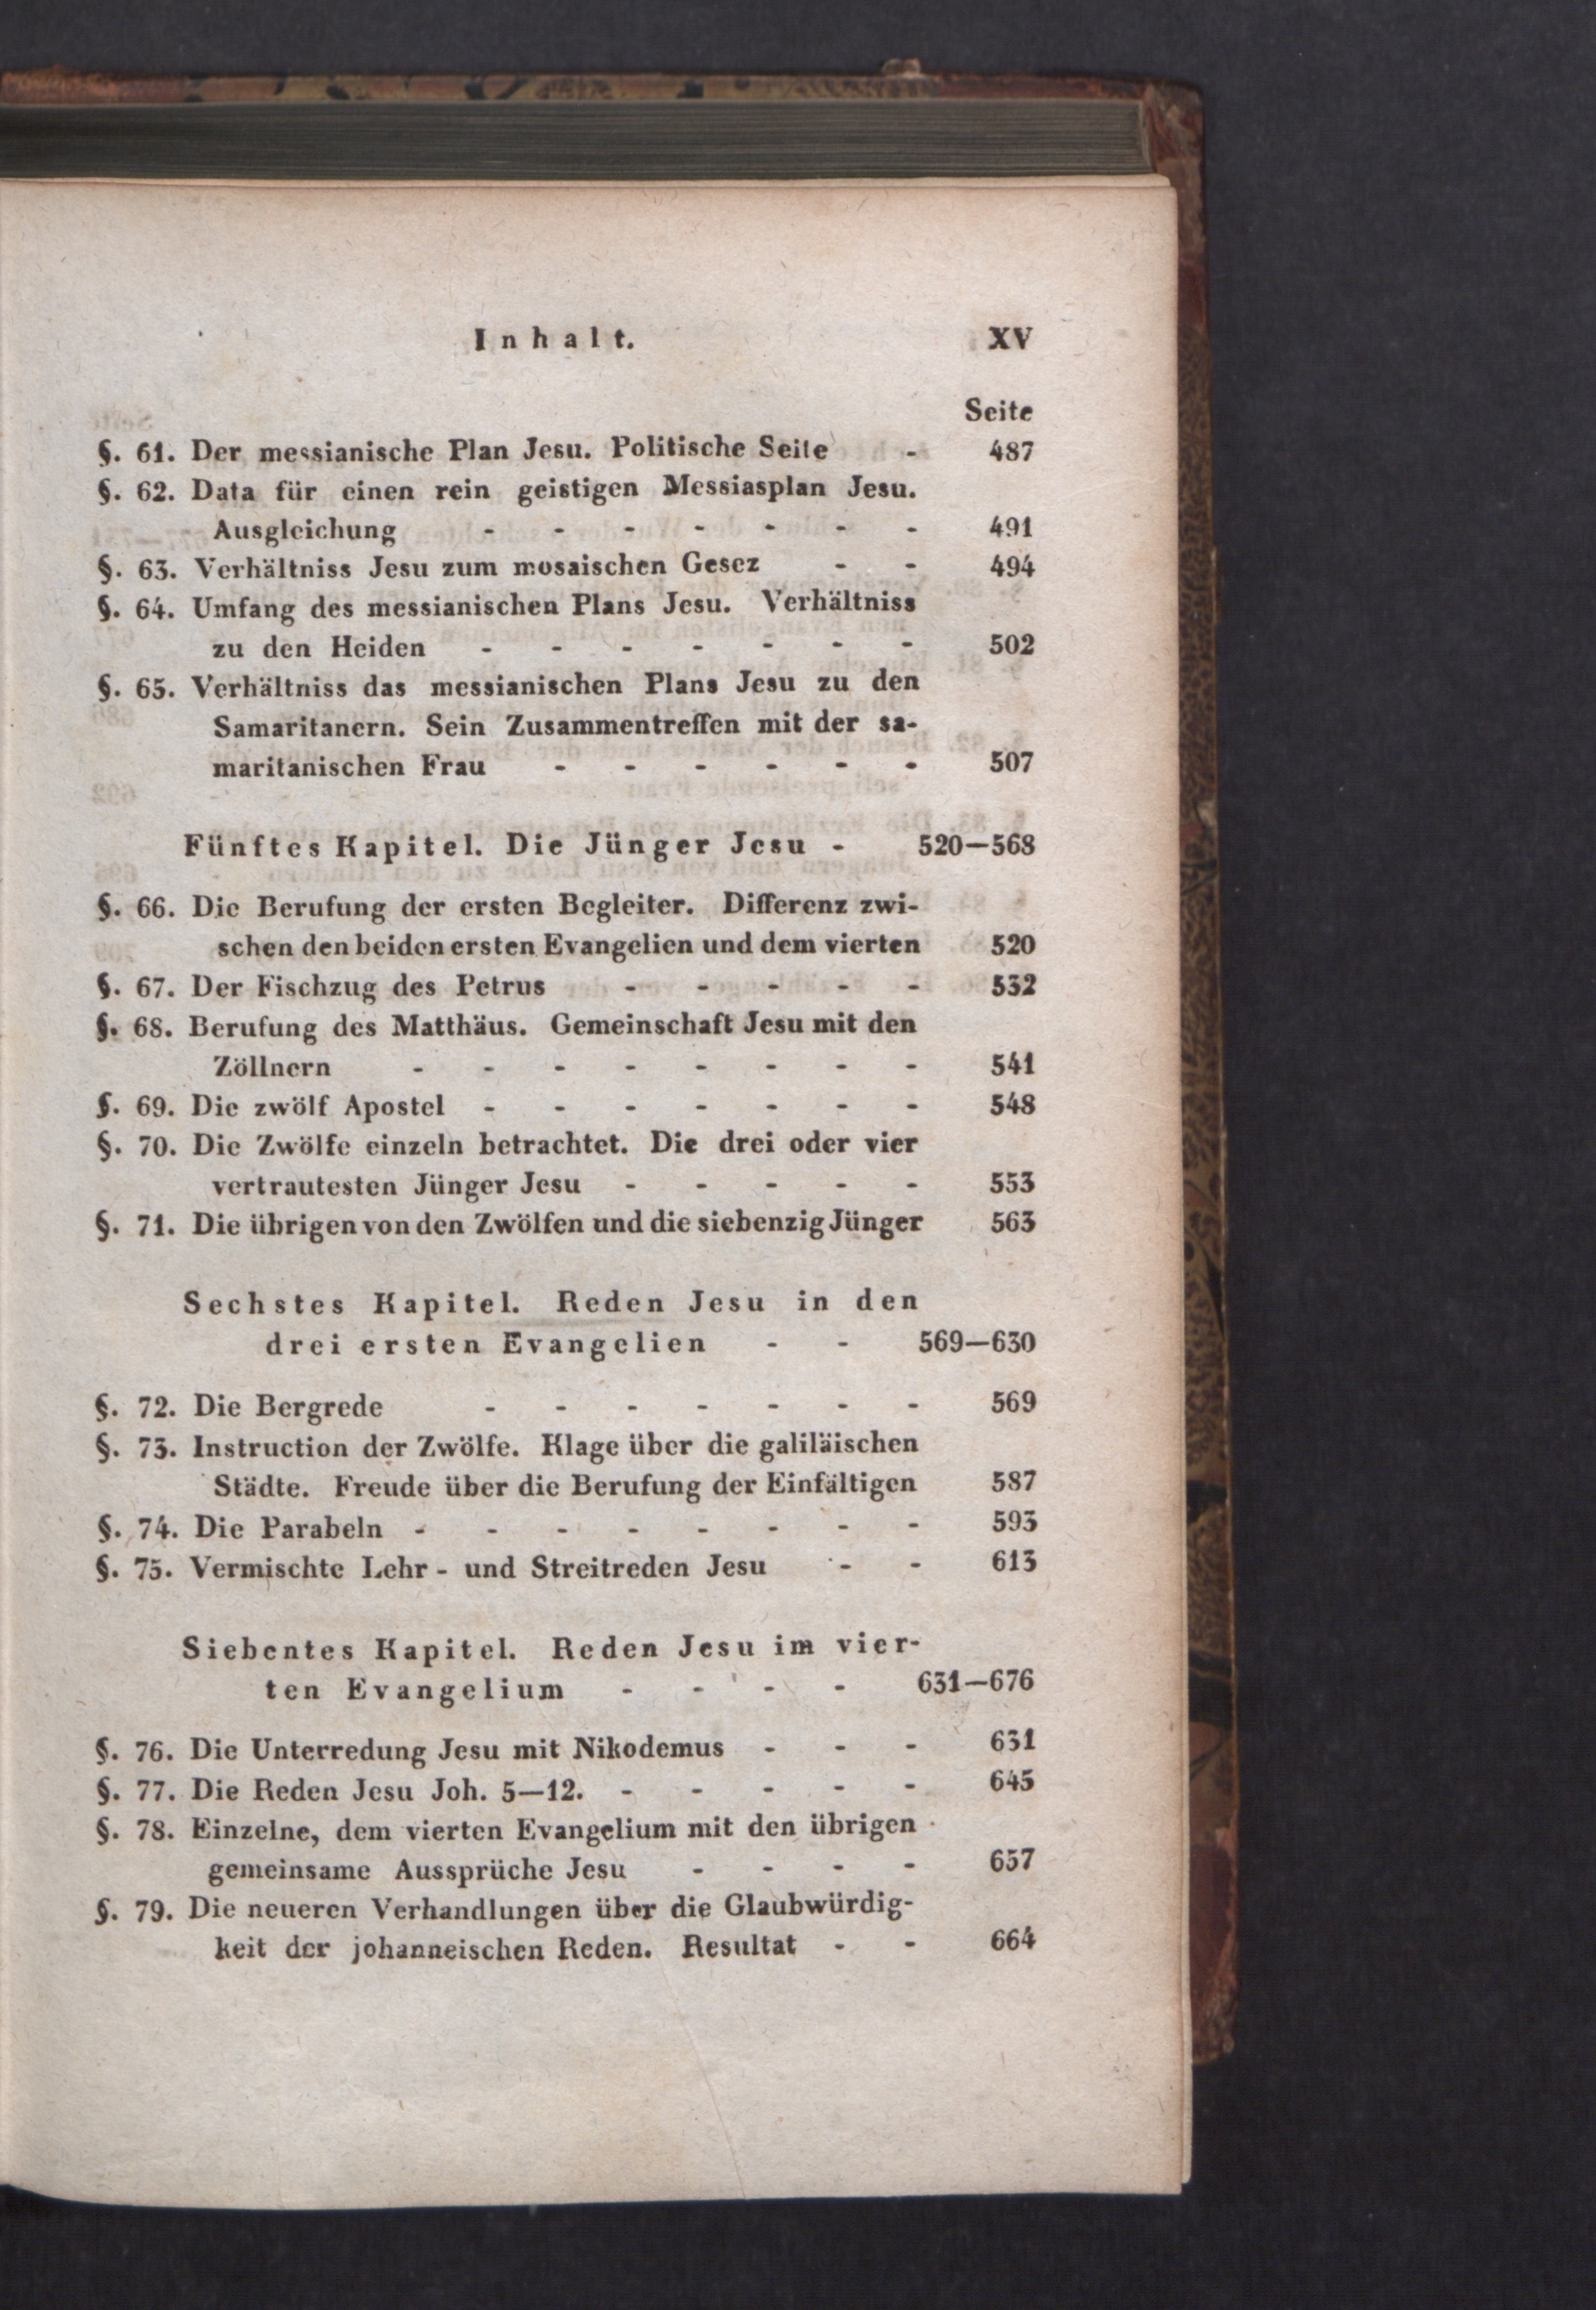 Inhalt. XV
Seite
§. 61. Der messianische Plan Jesu. Politische Seite - 487
§. 62. Data für einen rein geistigen Messiasplan Jesu.
Ausgleichung - - - - - - - 491
§. 63. Verhältniss Jesu zum mosaischen Gesez - - 494
§. 64. Umfang des messianischen Plans Jesu. Verhältniss
zu den Heiden - - - - - - - 502
§. 65. Verhältniss das messianischen Plans Jesu zu den
Samaritanern. Sein Zusammentreffen mit der sa-
maritanischen Frau - - - - - - 507
Fünftes Kapitel. Die Jünger Jesu - 520—568
§. 66. Die Berufung der ersten Begleiter. Differenz zwi-
schen den beiden ersten Evangelien und dem vierten 520
§. 67. Der Fischzug des Petrus - - - - - 532
§. 68. Berufung des Matthäus. Gemeinschaft Jesu mit den
Zöllnern - - - - - - - - 541
§. 69. Die zwölf Apostel - - - - - - - 548
§. 70. Die Zwölfe einzeln betrachtet. Die drei oder vier
vertrautesten Jünger Jesu - - - - - 553
§. 71. Die übrigen von den Zwölfen und die siebenzig Jünger 563
Sechstes Kapitel. Reden Jesu in den
drei ersten Evangelien - - 569—630
§. 72. Die Bergrede - - - - - - - 569
§. 73. Instruction der Zwölfe. Klage über die galiläischen
Städte. Freude über die Berufung der Einfältigen 587
§. 74. Die Parabeln - - - - - - - - 593
§. 75. Vermischte Lehr- und Streitreden Jesu - - 613
Siebentes Kapitel. Reden Jesu im vier-
ten Evangelium - - - - 631—676
§. 76. Die Unterredung Jesu mit Nikodemus - - - 631
§. 77. Die Reden Jesu Joh. 5—12. - - - - - 645
§. 78. Einzelne, dem vierten Evangelium mit den übrigen
gemeinsame Aussprüche Jesu - - - - 657
§. 79. Die neueren Verhandlungen über die Glaubwürdig-
keit der johanneischen Reden. Resultat - - 664